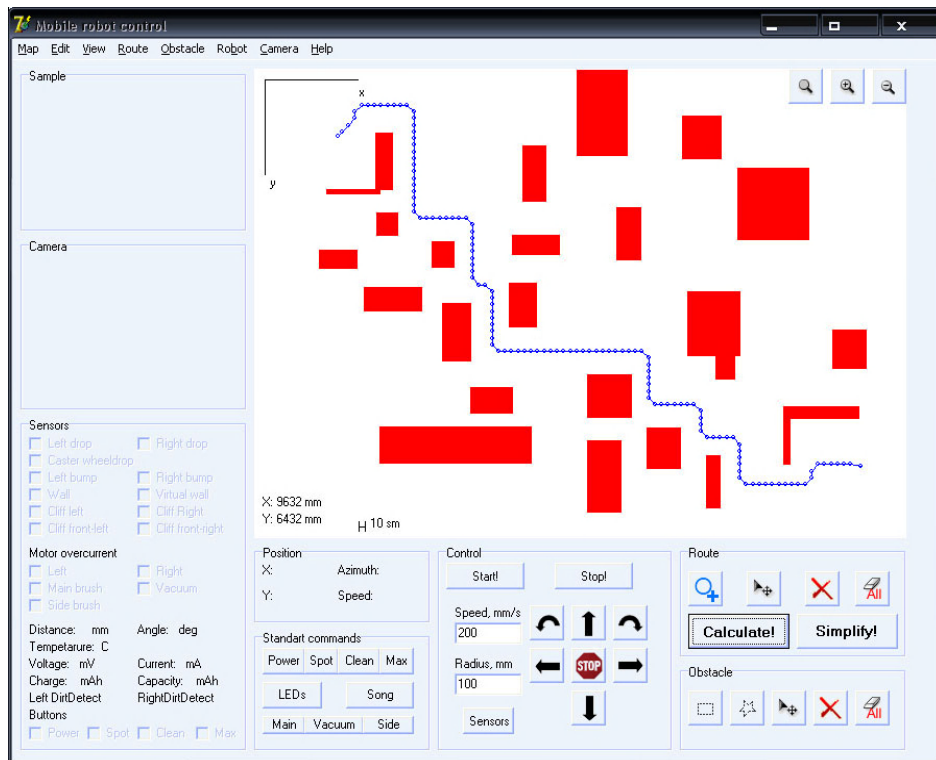 Mobile robot control
Map Edit View Route Obstacle Robot Camera Help
Sample
x
y
Camera
X: 9632 mm
Y: 6432 mm
H 10 sm
Sensors
Left drop Right drop
Caster wheeldrop
Left bump Right bump
Wall Virtual wall
Cliff left Cliff Right
Cliff front-left Cliff front-right
Motor overcurrent
Left Right
Main brush Vacuum
Side brush
Distance: mm Angle: deg
Tempetarure: C
Voltage: mV Current: mA
Charge: mAh Capacity: mAh
Left DirtDetect RightDirtDetect
Buttons
Power Spot Clean Max
Position
X: Azimuth:
Y: Speed:
Standart commands
Power Spot Clean Max
LEDs Song
Main Vacuum Side
Control
Start! Stop!
Speed, mm/s
200
Radius, mm
100
STOP
Sensors
Route
All
Calculate! Simplify!
Obstacle
All